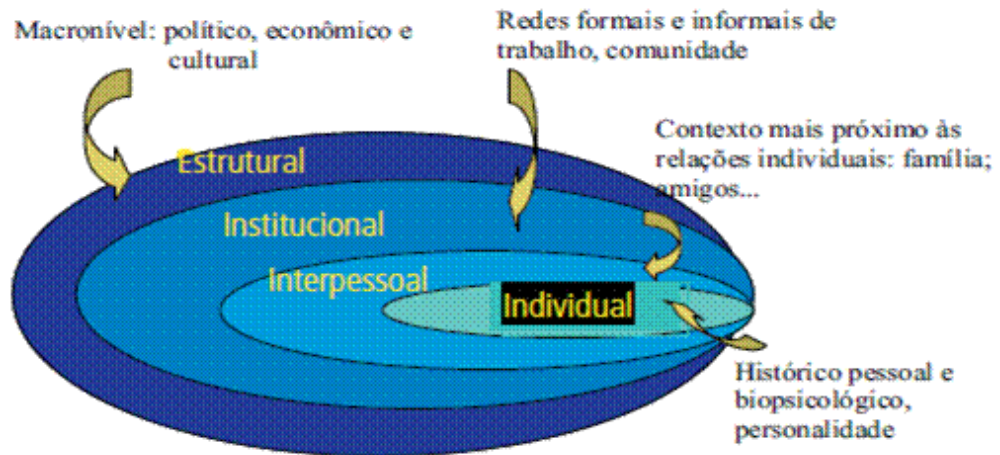 Macronível: político, econômico e
cultural
Redes formais e informais de
trabalho, comunidade
Contexto mais próximo às
relações individuais: família;
amigos...
Estrutural
Institucional
Interpessoal
Individual
Histórico pessoal e
biopsicológico,
personalidade